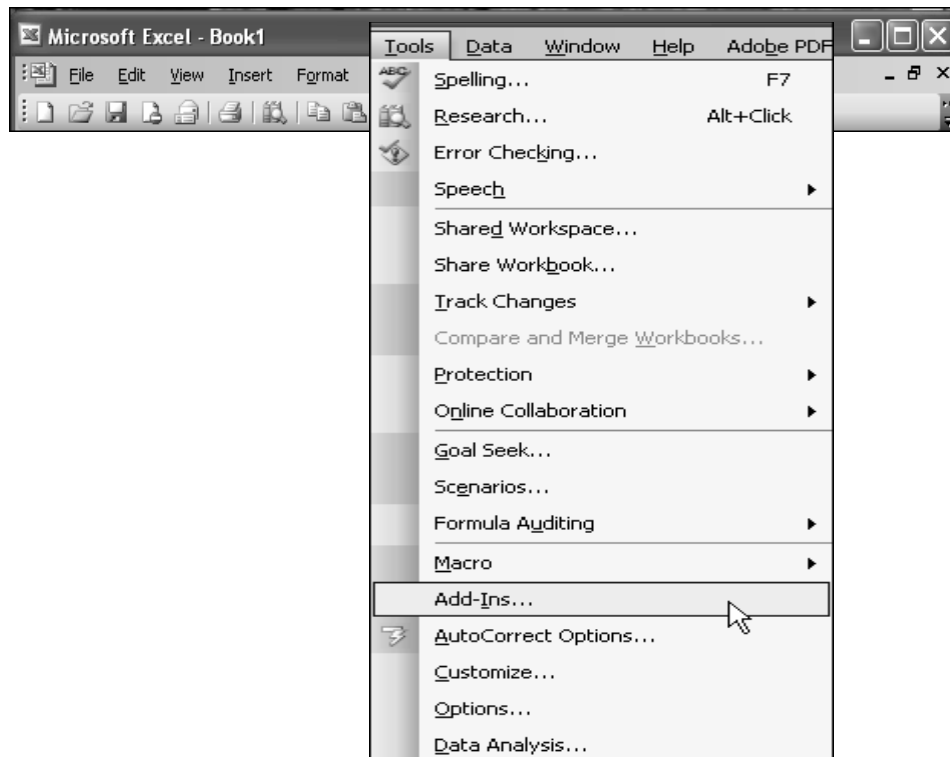 Microsoft Excel - Book1
File Edit View Insert Format Tools Data Window Help Adobe PDF
ABC Spelling... F7
Research... Alt+Click
Error Checking...
Speech
Shared Workspace...
Share Workbook...
Track Changes
Compare and Merge Workbooks...
Protection
Online Collaboration
Goal Seek...
Scenarios...
Formula Auditing
Macro
Add-Ins...
AutoCorrect Options...
Customize...
Options...
Data Analysis...